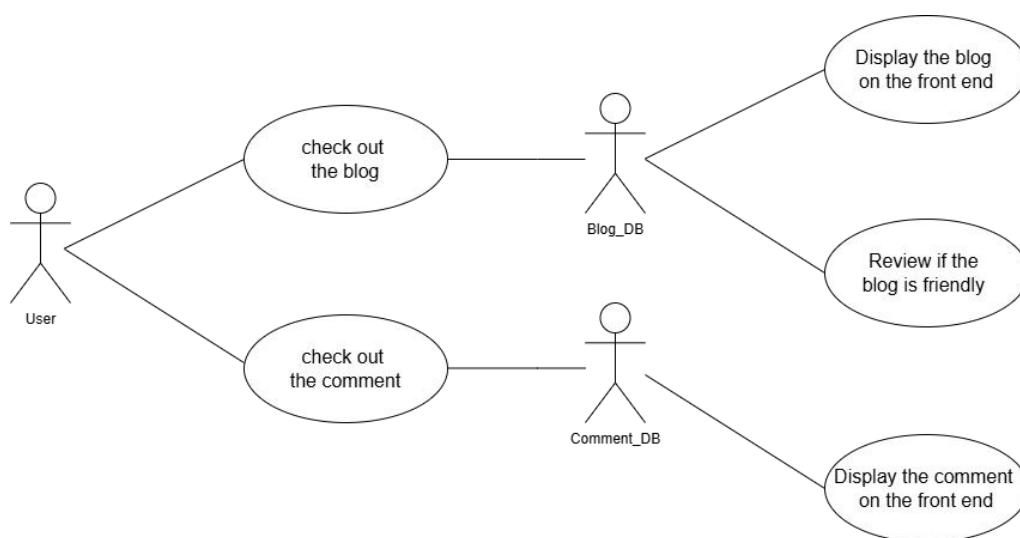 Display the blog
on the front end
check out
the blog
Blog_DB
User
Review if the
blog is friendly
check out
the comment
Comment_DB
Display the comment
on the front end